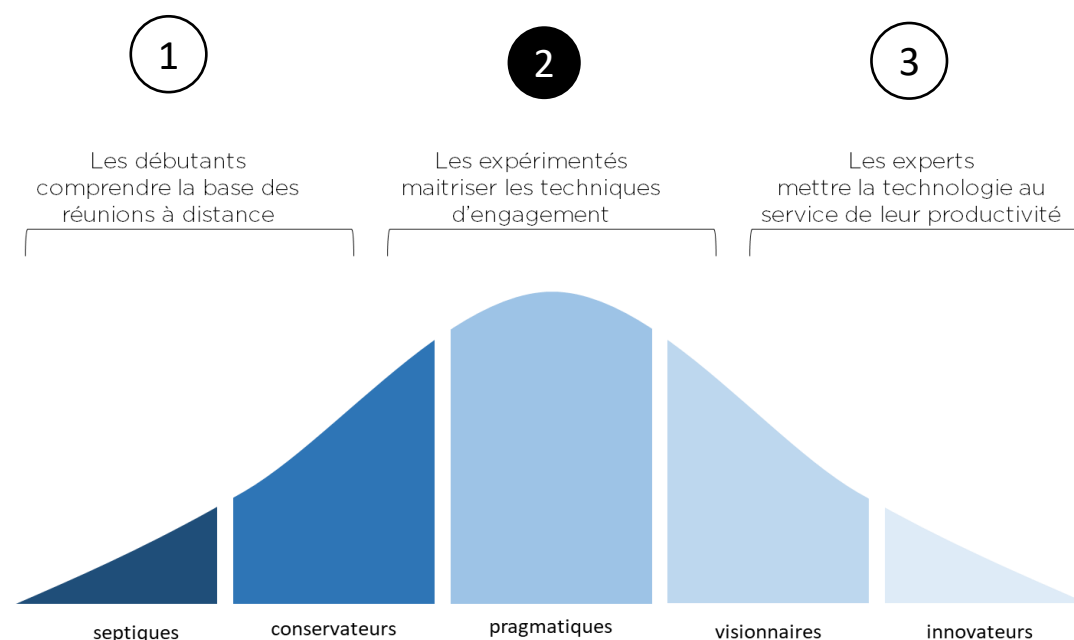 1
2
3
Les débutants
comprendre la base des
réunions à distance
Les expérimentés
maitriser les techniques
d'engagement
Les experts
mettre la technologie au
service de leur productivité
septiques
conservateurs
pragmatiques
visionnaires
innovateurs